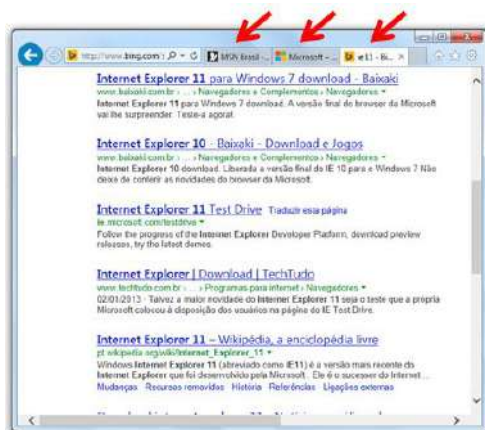 http://www.bing.com
MSN Brasil -...
Microsoft - ...
ie11 - Bi...
Internet Explorer 11 para Windows 7 download - Baixaki
www.baixaki.com.br › ... › Navegadores e Complementos › Navegadores
Internet Explorer 11 para Windows 7 download. A versão final do browser da Microsoft
vai lhe surpreender. Teste-a agora!.
Internet Explorer 10 - Baixaki - Download e Jogos
www.baixaki.com.br › ... › Navegadores e Complementos › Navegadores
Internet Explorer 10 download. Liberada a versão final do IE 10 para o Windows 7 Não
deixe de conferir as novidades do browser da Microsoft.
Internet Explorer 11 Test Drive Traduzir essa página
ie.microsoft.com/testdrive
Follow the progress of the Internet Explorer Developer Platform, download preview
releases, try the latest demos.
Internet Explorer | Download | TechTudo
www.techtudo.com.br › ... › Programas para internet › Navegadores
02/01/2013 - Talvez a maior novidade do Internet Explorer 11 seja o teste que a própria
Microsoft colocou à disposição dos usuários na página do IE Test Drive.
Internet Explorer 11 – Wikipédia, a enciclopédia livre
pt.wikipedia.org/wiki/Internet_Explorer_11
Windows Internet Explorer 11 (abreviado como IE11) é a versão mais recente do
Internet Explorer que foi desenvolvido pela Microsoft . Ele é o sucessor do Internet ...
Mudanças Recursos removidos História Referências Ligações externas